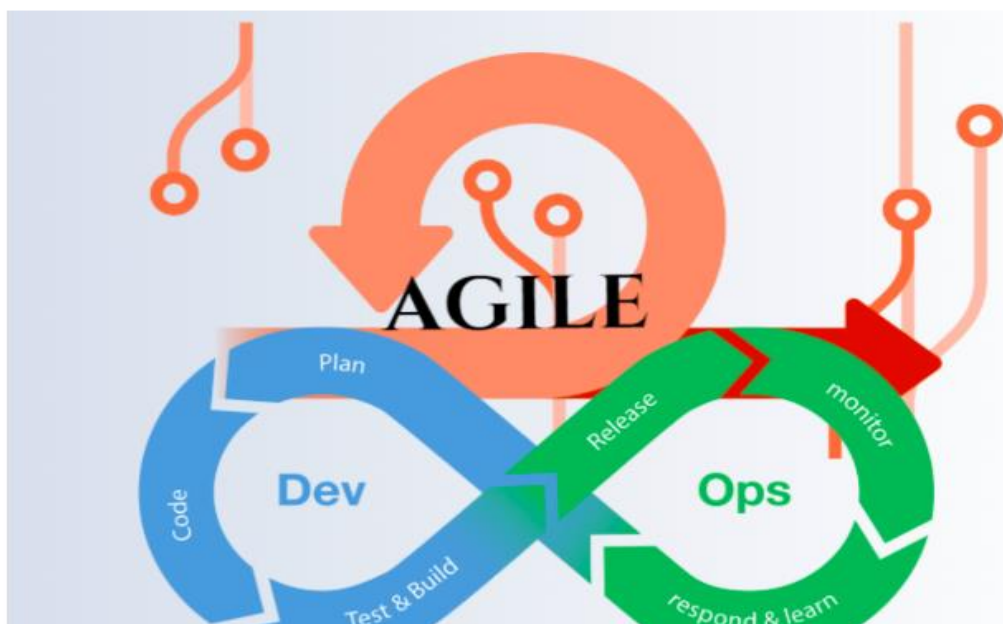 AGILE
Plan
Release
monitor
Code
Dev
Ops
Test & Build
respond & learn